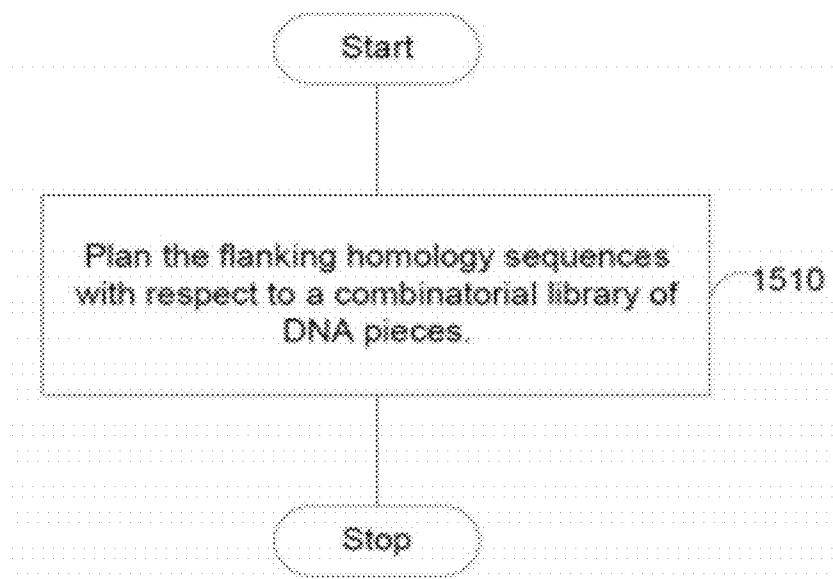 Start
Plan the flanking homology sequences
with respect to a combinatorial library of
DNA pieces.
1510
Stop